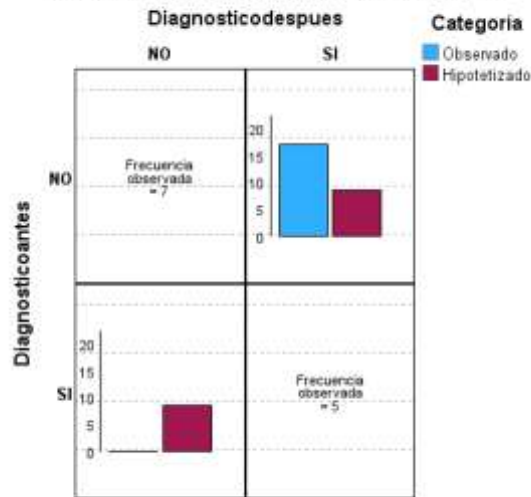 Diagnosticodespues
Categoría
NO
SI
Observado
Hipotetizado
Diagnosticoantes
NO
Frecuencia
observada
= 7
20
15
10
5
0
SI
20
15
10
5
0
Frecuencia
observada
= 5